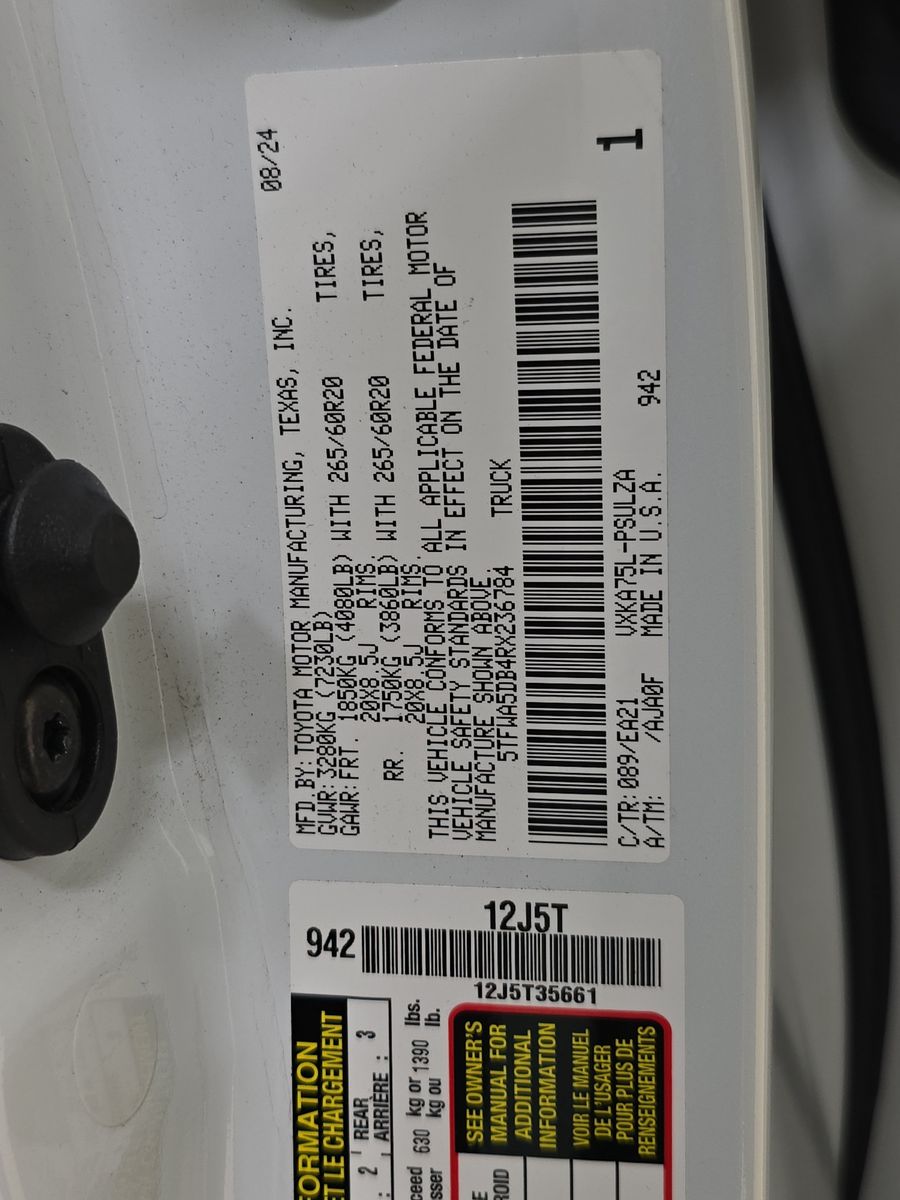 08/24
MFD.BY:TOYOTA MOTOR MANUFACTURING, TEXAS, INC.
GVWR:3280KG (7230LB)
GAWR:FRT. 1850KG (4080LB) WITH 265/60R20 TIRES,
20X8.5J RIMS,
RR. 1750KG (3860LB) WITH 265/60R20 TIRES,
20X8.5J RIMS.
THIS VEHICLE CONFORMS TO ALL APPLICABLE FEDERAL MOTOR
VEHICLE SAFETY STANDARDS IN EFFECT ON THE DATE OF
MANUFACTURE SHOWN ABOVE.
5TFWA5DB4RX236784 TRUCK
1
C/TR:089/EA21 VXKA75L-PSULZA
A/TM: /AJA0F MADE IN U.S.A. 942
942
12J5T
12J5T35661
FORMATION
ET LE CHARGEMENT
: 2 REAR
: 2 ARRIÈRE : 3
630 kg or 1390 lbs.
kg ou lb.
SEE OWNER'S
MANUAL FOR
ADDITIONAL
INFORMATION
VOIR LE MANUEL
DE L'USAGER
POUR PLUS DE
RENSEIGNEMENTS